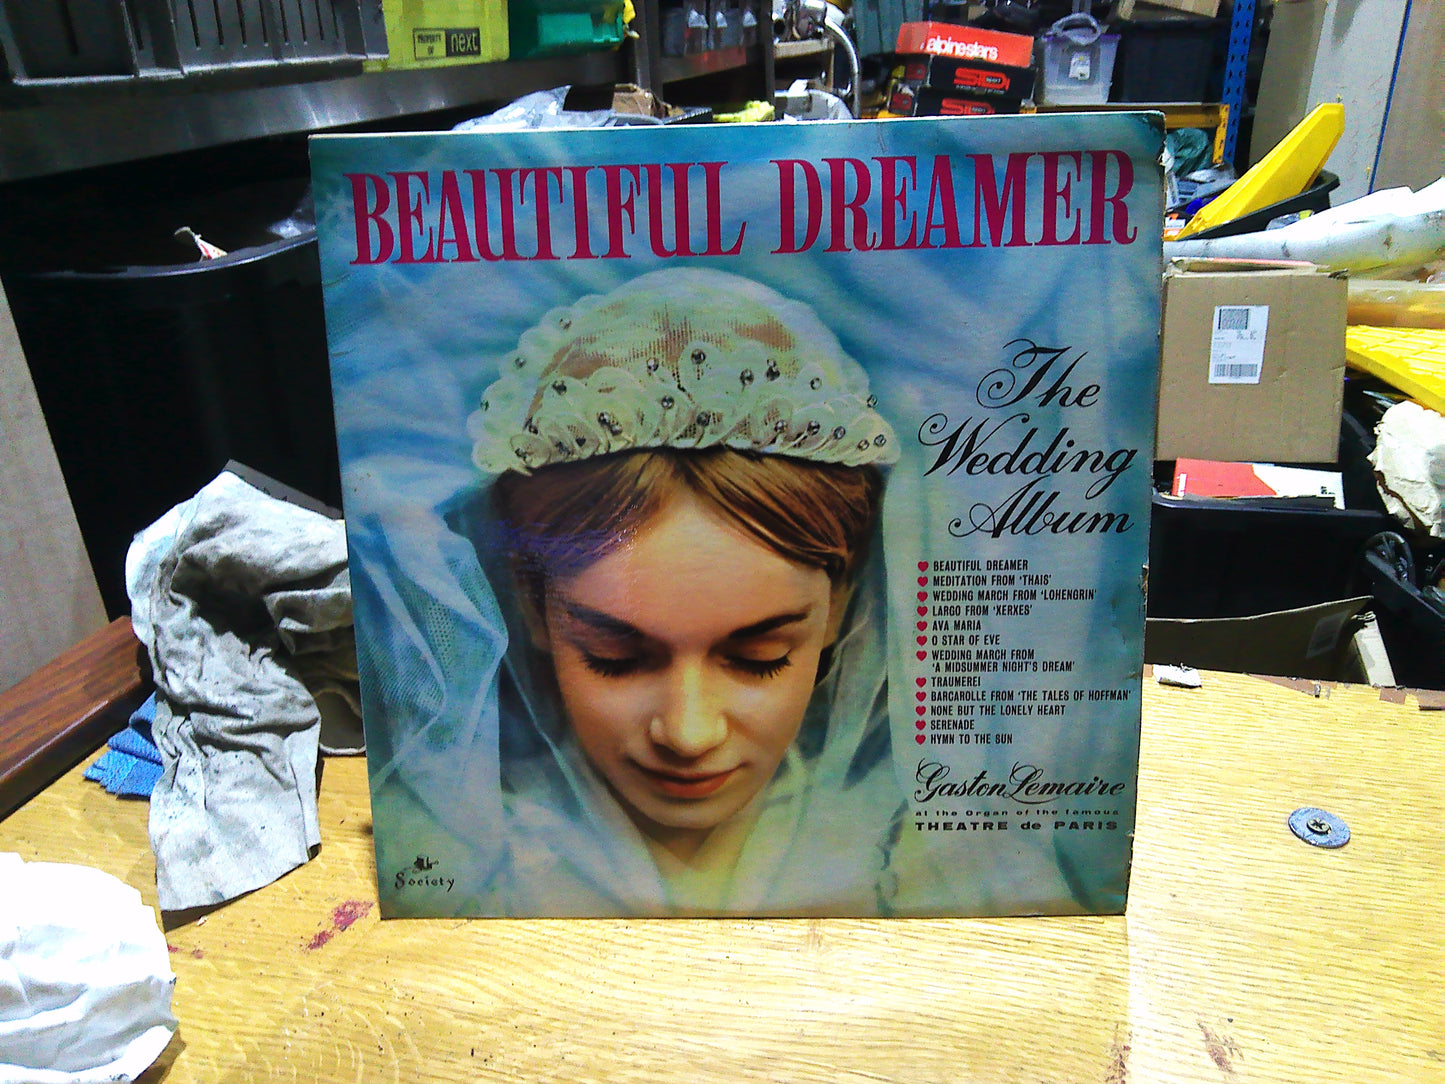 PROPERTY
OF
next
alpinestars
BEAUTIFUL DREAMER
The
Wedding
Album
BEAUTIFUL DREAMER
MEDITATION FROM 'THAIS'
WEDDING MARCH FROM 'LOHENGRIN'
LARGO FROM 'XERXES'
AVA MARIA
O STAR OF EVE
WEDDING MARCH FROM
'A MIDSUMMER NIGHT'S DREAM'
TRAUMEREI
BARCAROLLE FROM 'THE TALES OF HOFFMAN'
NONE BUT THE LONELY HEART
SERENADE
HYMN TO THE SUN
Gaston Lemaire
at the Organ of the famous
THEATRE de PARIS
Society